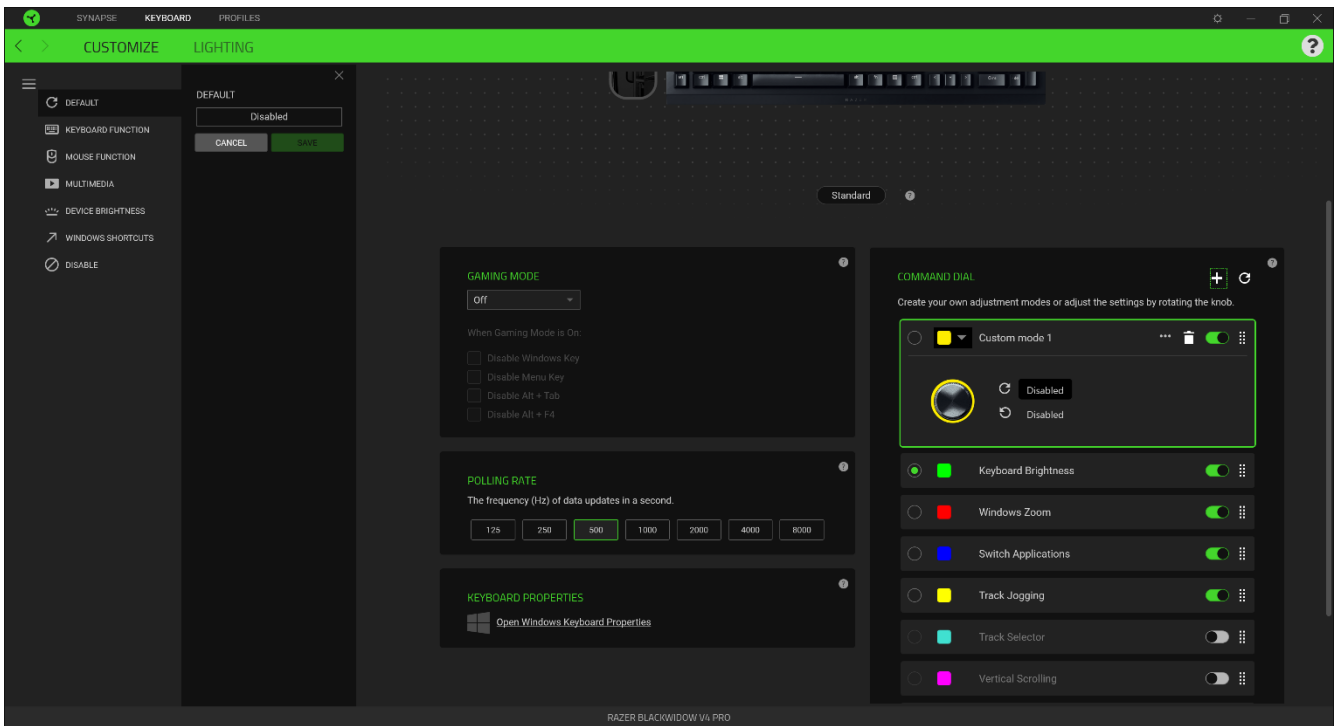 SYNAPSE KEYBOARD PROFILES
CUSTOMIZE LIGHTING
?
DEFAULT
KEYBOARD FUNCTION
MOUSE FUNCTION
MULTIMEDIA
DEVICE BRIGHTNESS
WINDOWS SHORTCUTS
DISABLE
DEFAULT
Disabled
CANCEL SAVE
Standard ?
GAMING MODE ?
Off
When Gaming Mode is On:
Disable Windows Key
Disable Menu Key
Disable Alt + Tab
Disable Alt + F4
POLLING RATE ?
The frequency (Hz) of data updates in a second.
125 250 500 1000 2000 4000 8000
KEYBOARD PROPERTIES ?
Open Windows Keyboard Properties
COMMAND DIAL ?
Create your own adjustment modes or adjust the settings by rotating the knob.
Custom mode 1
Disabled
Disabled
Keyboard Brightness
Windows Zoom
Switch Applications
Track Jogging
Track Selector
Vertical Scrolling
RAZER BLACKWIDOW V4 PRO